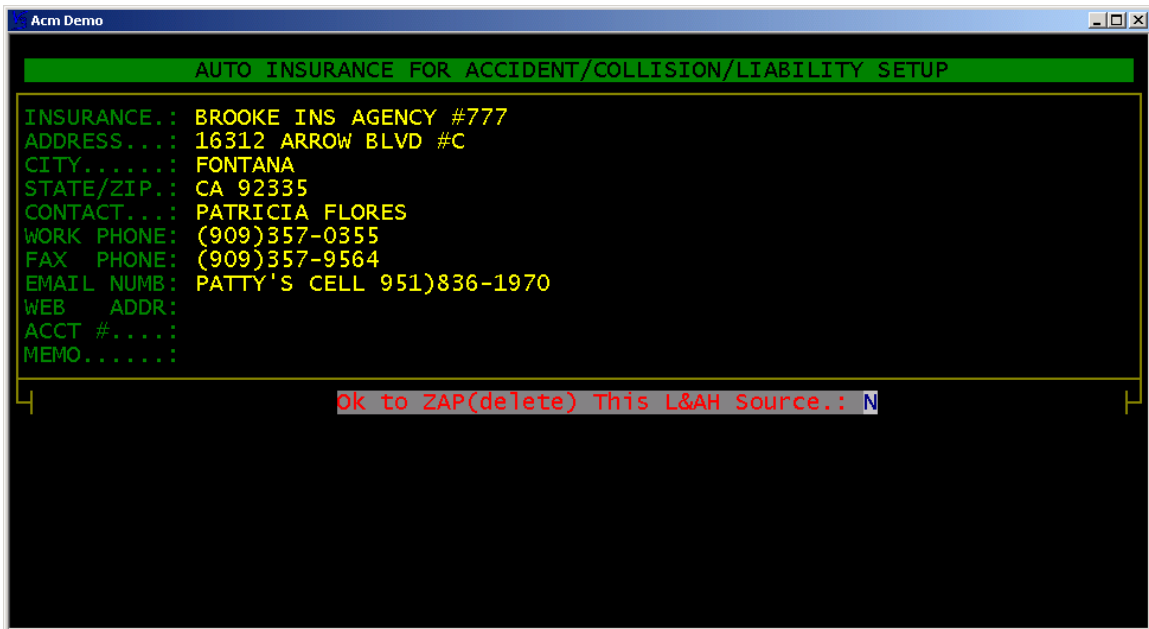 Acm Demo
AUTO INSURANCE FOR ACCIDENT/COLLISION/LIABILITY SETUP
INSURANCE.: BROOKE INS AGENCY #777
ADDRESS...: 16312 ARROW BLVD #C
CITY......: FONTANA
STATE/ZIP.: CA 92335
CONTACT...: PATRICIA FLORES
WORK PHONE: (909)357-0355
FAX  PHONE: (909)357-9564
EMAIL NUMB: PATTY'S CELL 951)836-1970
WEB   ADDR:
ACCT #....:
MEMO......:
Ok to ZAP(delete) This L&AH Source.: N